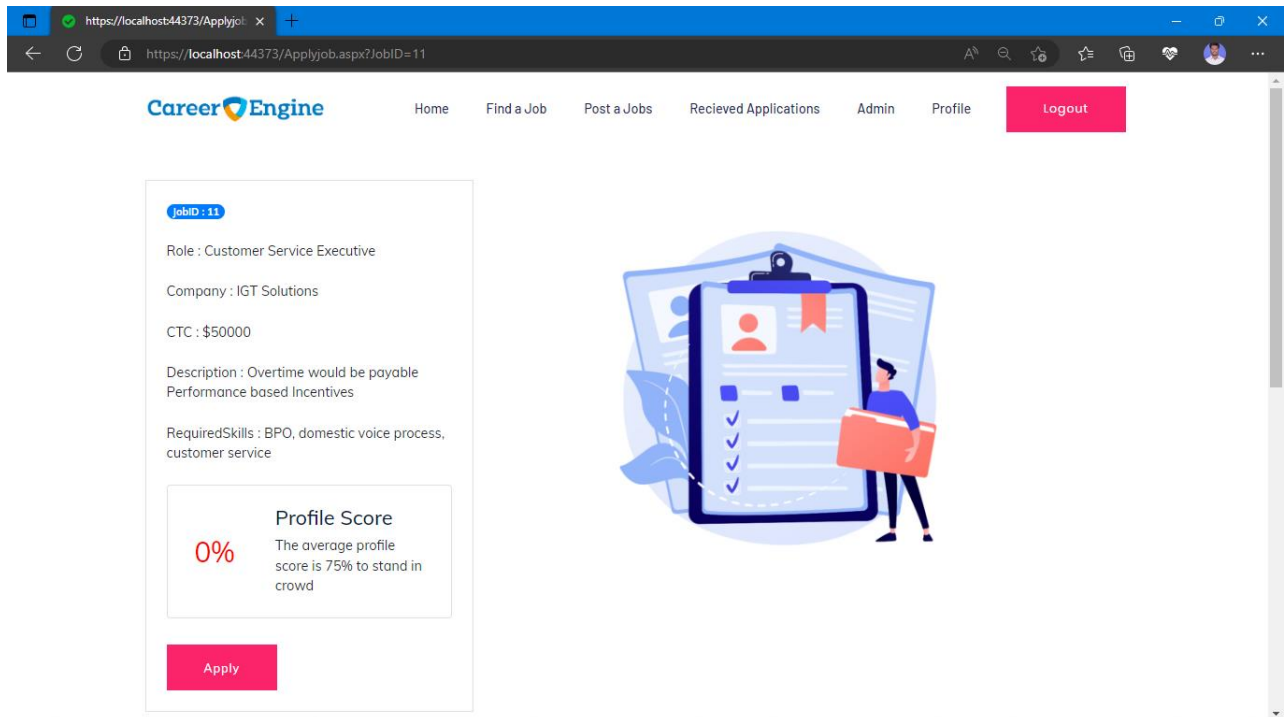 https://localhost:44373/Applyjob
https://localhost:44373/Applyjob.aspx?JobID=11
Career Engine
Home Find a Job Post a Jobs Recieved Applications Admin Profile Logout
JobID : 11
Role : Customer Service Executive
Company : IGT Solutions
CTC : $50000
Description : Overtime would be payable
Performance based Incentives
RequiredSkills : BPO, domestic voice process,
customer service
Profile Score
0%
The average profile
score is 75% to stand in
crowd
Apply